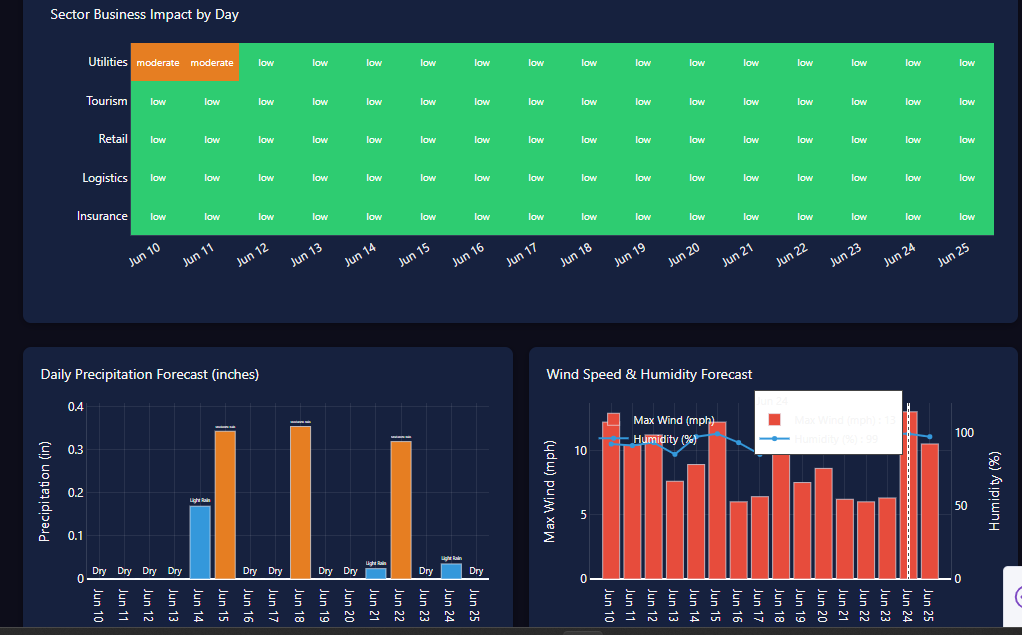 Sector Business Impact by Day
Utilities moderate moderate low low low low low low low low low low low low low low
Tourism low low low low low low low low low low low low low low low low
Retail low low low low low low low low low low low low low low low low
Logistics low low low low low low low low low low low low low low low low
Insurance low low low low low low low low low low low low low low low low
Jun 10 Jun 11 Jun 12 Jun 13 Jun 14 Jun 15 Jun 16 Jun 17 Jun 18 Jun 19 Jun 20 Jun 21 Jun 22 Jun 23 Jun 24 Jun 25
Daily Precipitation Forecast (inches)
Precipitation (in)
0.4
0.3
0.2
0.1
0
Light Rain
Light Rain
Light Rain
Dry Dry Dry Dry Dry Dry Dry Dry Dry Dry
Jun 10 Jun 11 Jun 12 Jun 13 Jun 14 Jun 15 Jun 16 Jun 17 Jun 18 Jun 19 Jun 20 Jun 21 Jun 22 Jun 23 Jun 24 Jun 25
Wind Speed & Humidity Forecast
Max Wind (mph)
Humidity (%)
Jun 24
Max Wind (mph) : 13
Humidity (%) : 99
Max Wind (mph)
10
5
0
100
50
0
Humidity (%)
Jun 10 Jun 11 Jun 12 Jun 13 Jun 14 Jun 15 Jun 16 Jun 17 Jun 18 Jun 19 Jun 20 Jun 21 Jun 22 Jun 23 Jun 24 Jun 25